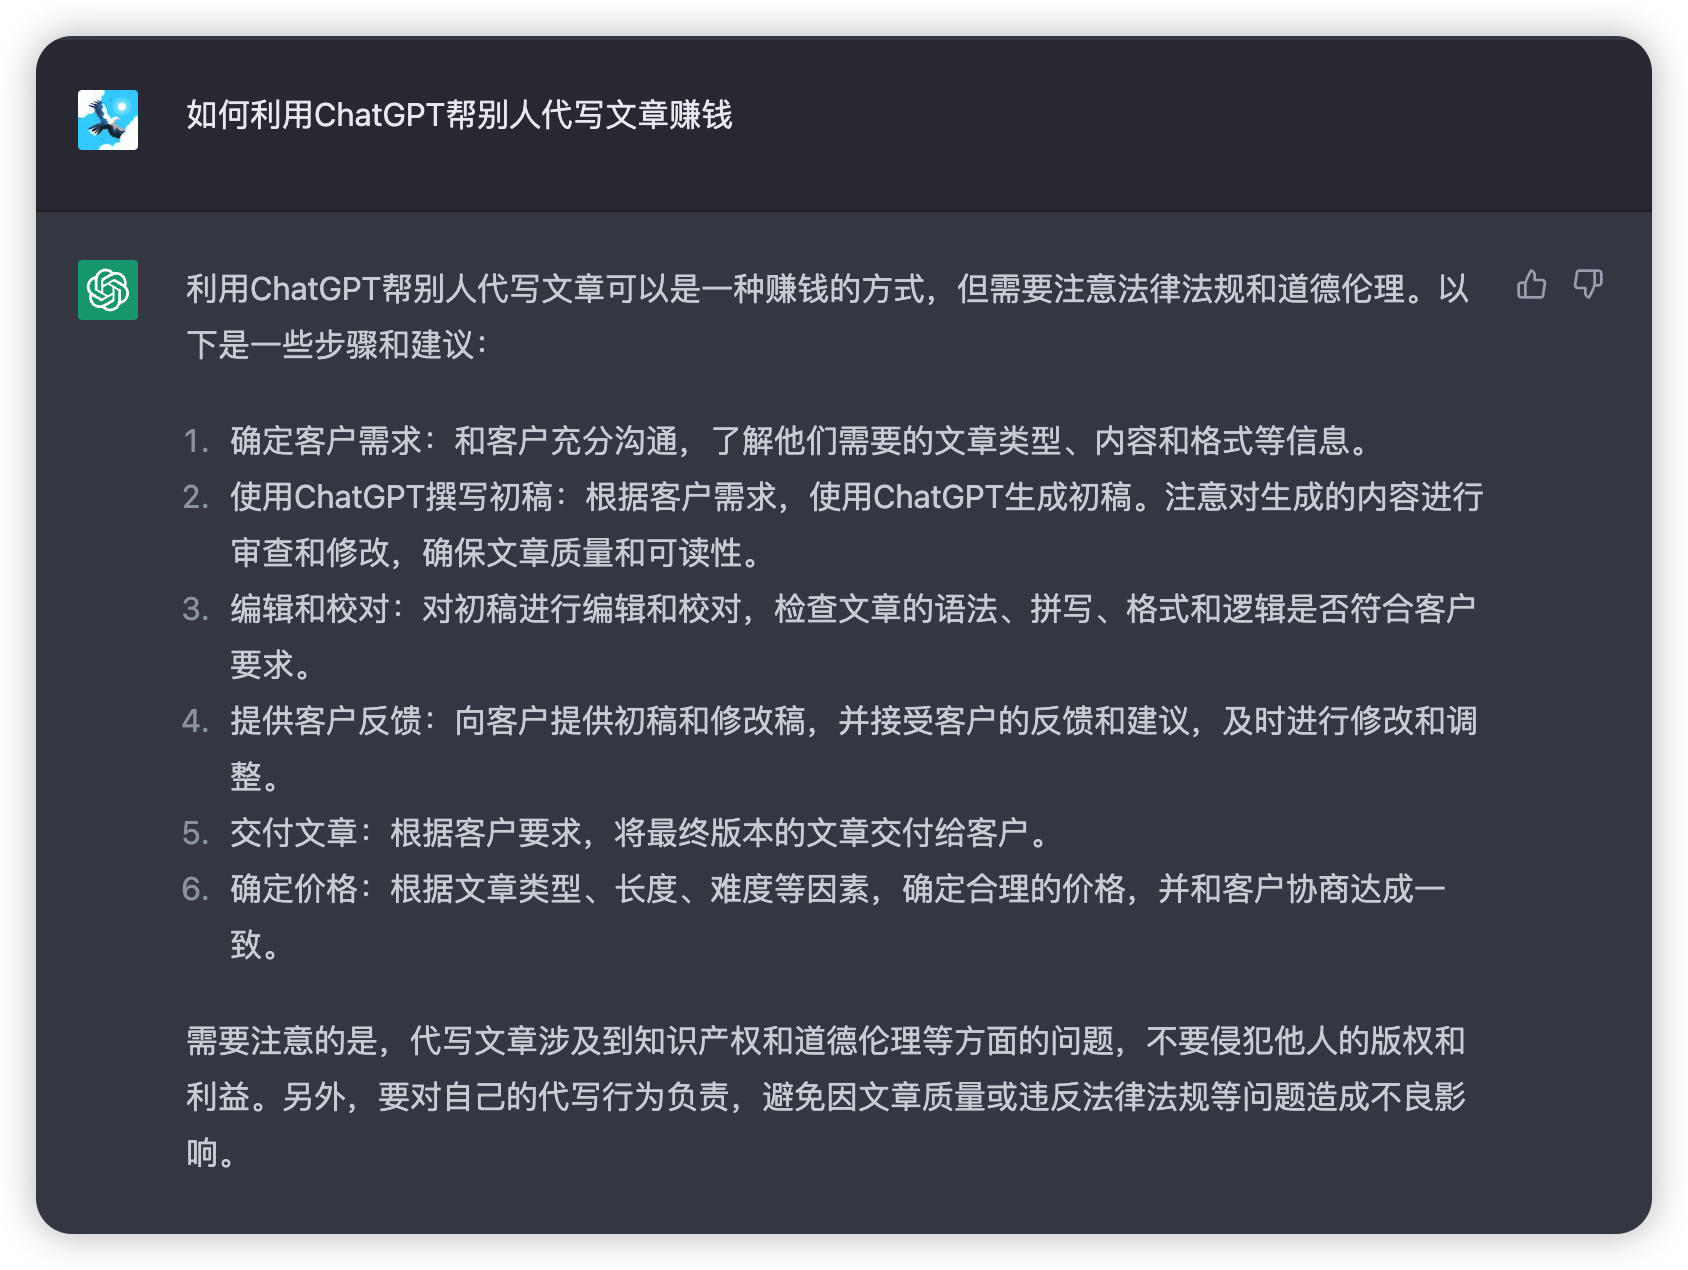 如何利用ChatGPT帮别人代写文章赚钱
利用ChatGPT帮别人代写文章可以是一种赚钱的方式，但需要注意法律法规和道德伦理。以
下是一些步骤和建议：
1. 确定客户需求：和客户充分沟通，了解他们需要的文章类型、内容和格式等信息。
2. 使用ChatGPT撰写初稿：根据客户需求，使用ChatGPT生成初稿。注意对生成的内容进行
审查和修改，确保文章质量和可读性。
3. 编辑和校对：对初稿进行编辑和校对，检查文章的语法、拼写、格式和逻辑是否符合客户
要求。
4. 提供客户反馈：向客户提供初稿和修改稿，并接受客户的反馈和建议，及时进行修改和调
整。
5. 交付文章：根据客户要求，将最终版本的文章交付给客户。
6. 确定价格：根据文章类型、长度、难度等因素，确定合理的价格，并和客户协商达成一
致。
需要注意的是，代写文章涉及到知识产权和道德伦理等方面的问题，不要侵犯他人的版权和
利益。另外，要对自己的代写行为负责，避免因文章质量或违反法律法规等问题造成不良影
响。